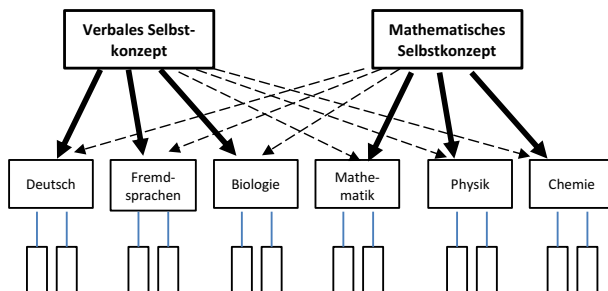 Verbales Selbst-
konzept
Mathematisches
Selbstkonzept
Deutsch
Fremd-
sprachen
Biologie
Mathe-
matik
Physik
Chemie